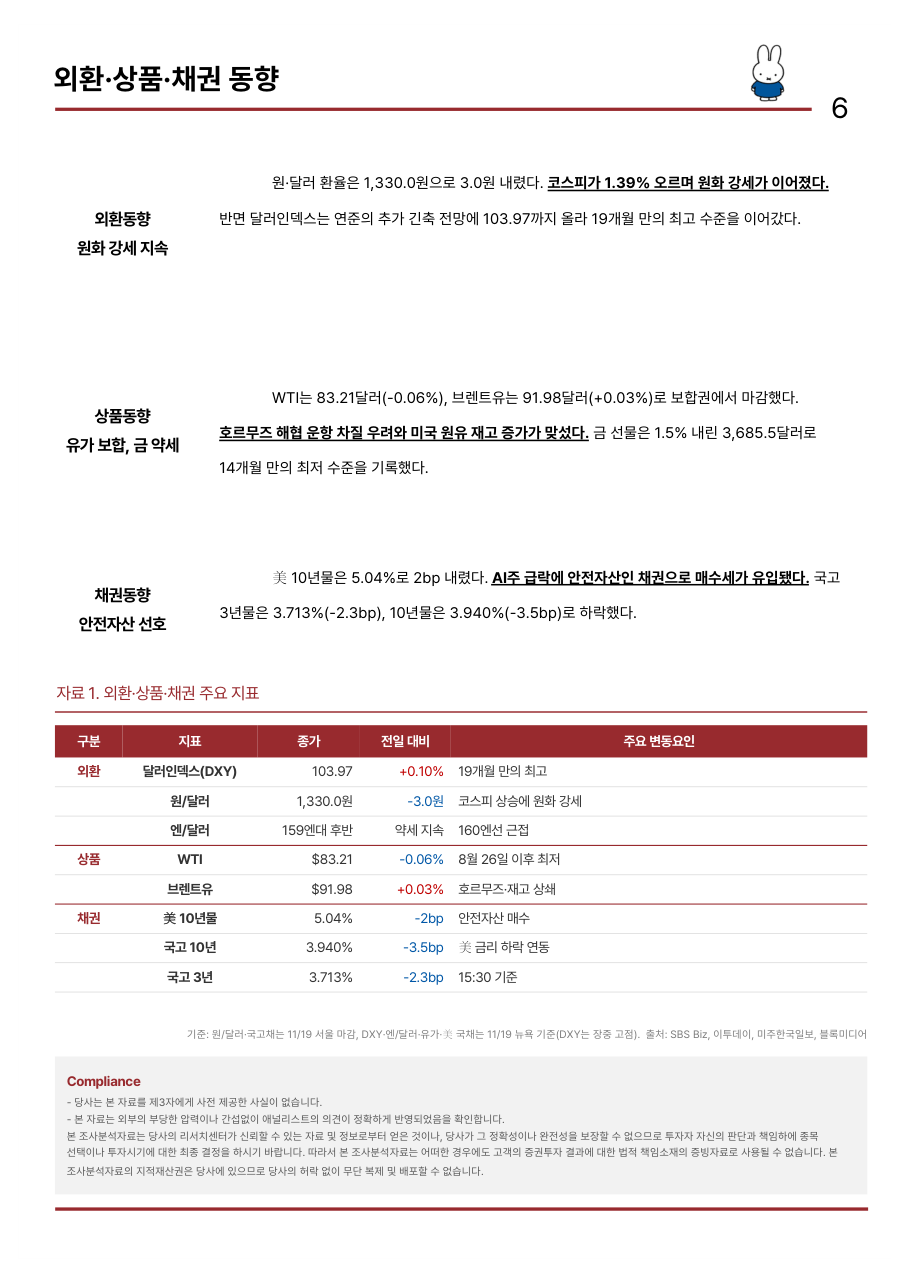 외환·상품·채권 동향
6
원·달러 환율은 1,330.0원으로 3.0원 내렸다. 코스피가 1.39% 오르며 원화 강세가 이어졌다.
외환동향
원화 강세 지속
반면 달러인덱스는 연준의 추가 긴축 전망에 103.97까지 올라 19개월 만의 최고 수준을 이어갔다.
상품동향
유가 보합, 금 약세
WTI는 83.21달러(-0.06%), 브렌트유는 91.98달러(+0.03%)로 보합권에서 마감했다.
호르무즈 해협 운항 차질 우려와 미국 원유 재고 증가가 맞섰다. 금 선물은 1.5% 내린 3,685.5달러로
14개월 만의 최저 수준을 기록했다.
채권동향
안전자산 선호
美 10년물은 5.04%로 2bp 내렸다. AI주 급락에 안전자산인 채권으로 매수세가 유입됐다. 국고
3년물은 3.713%(-2.3bp), 10년물은 3.940%(-3.5bp)로 하락했다.
자료 1. 외환·상품·채권 주요 지표
구분 지표 종가 전일 대비 주요 변동요인
외환 달러인덱스(DXY) 103.97 +0.10% 19개월 만의 최고
원/달러 1,330.0원 -3.0원 코스피 상승에 원화 강세
엔/달러 159엔대 후반 약세 지속 160엔선 근접
상품 WTI $83.21 -0.06% 8월 26일 이후 최저
브렌트유 $91.98 +0.03% 호르무즈·재고 상쇄
채권 美 10년물 5.04% -2bp 안전자산 매수
국고 10년 3.940% -3.5bp 美 금리 하락 연동
국고 3년 3.713% -2.3bp 15:30 기준
기준: 원/달러·국고채는 11/19 서울 마감, DXY·엔/달러·유가·美 국채는 11/19 뉴욕 기준(DXY는 장중 고점). 출처: SBS Biz, 이투데이, 미주한국일보, 블록미디어
Compliance
- 당사는 본 자료를 제3자에게 사전 제공한 사실이 없습니다.
- 본 자료는 외부의 부당한 압력이나 간섭없이 애널리스트의 의견이 정확하게 반영되었음을 확인합니다.
본 조사분석자료는 당사의 리서치센터가 신뢰할 수 있는 자료 및 정보로부터 얻은 것이나, 당사가 그 정확성이나 완전성을 보장할 수 없으므로 투자자 자신의 판단과 책임하에 종목
선택이나 투자시기에 대한 최종 결정을 하시기 바랍니다. 따라서 본 조사분석자료는 어떠한 경우에도 고객의 증권투자 결과에 대한 법적 책임소재의 증빙자료로 사용될 수 없습니다. 본
조사분석자료의 지적재산권은 당사에 있으므로 당사의 허락 없이 무단 복제 및 배포할 수 없습니다.